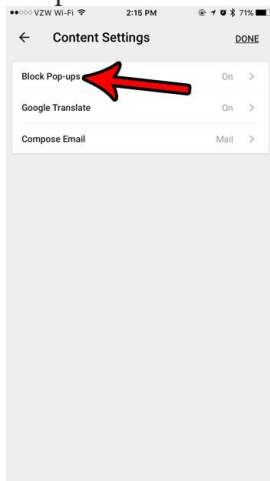 VZW Wi-Fi 2:15 PM 71%
Content Settings DONE
Block Pop-ups On
Google Translate On
Compose Email Mail